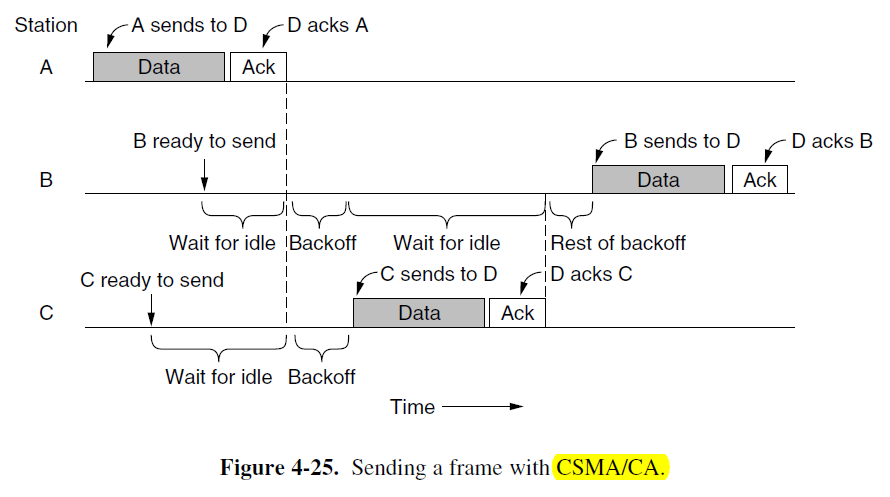 Station
A sends to D
D acks A
A
Data
Ack
B ready to send
B sends to D
D acks B
B
Data
Ack
Wait for idle
Backoff
Wait for idle
Rest of backoff
C ready to send
C sends to D
D acks C
C
Data
Ack
Wait for idle
Backoff
Time
Figure 4-25. Sending a frame with CSMA/CA.